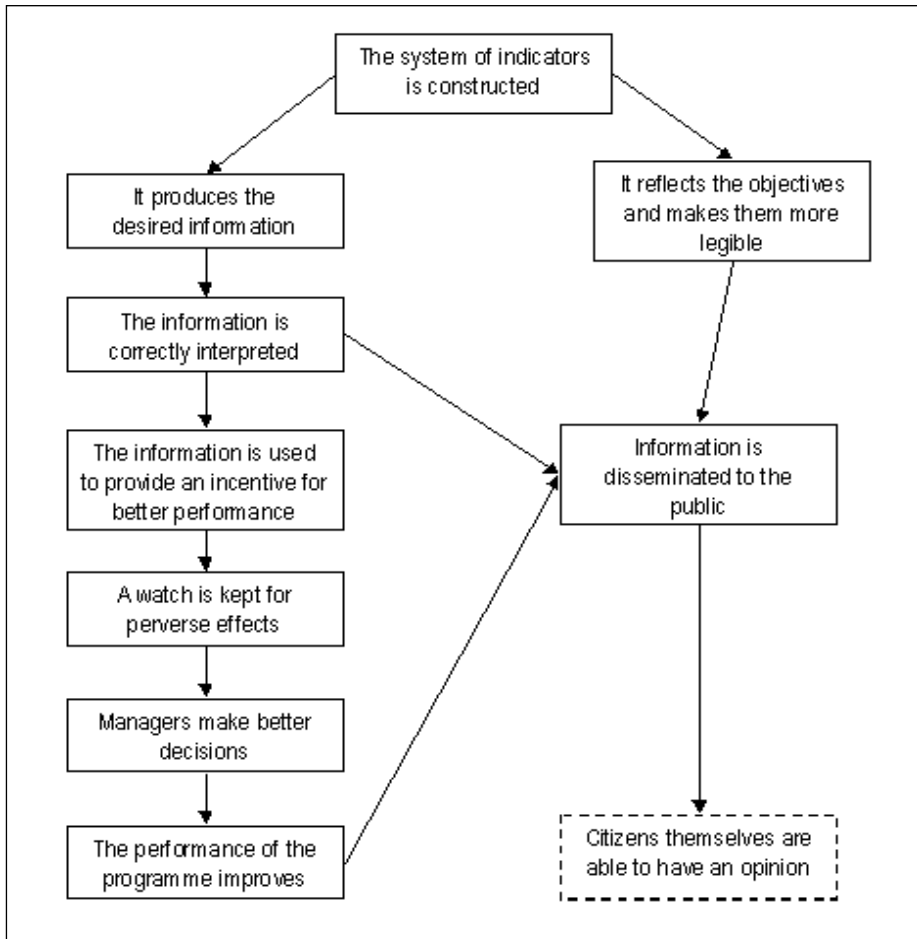 The system of indicators
is constructed
It produces the
desired information
It reflects the objectives
and makes them more
legible
The information is
correctly interpreted
The information is used
to provide an incentive for
better performance
Information is
disseminated to the
public
A watch is kept for
perverse effects
Managers make better
decisions
The performance of the
programme improves
Citizens themselves are
able to have an opinion